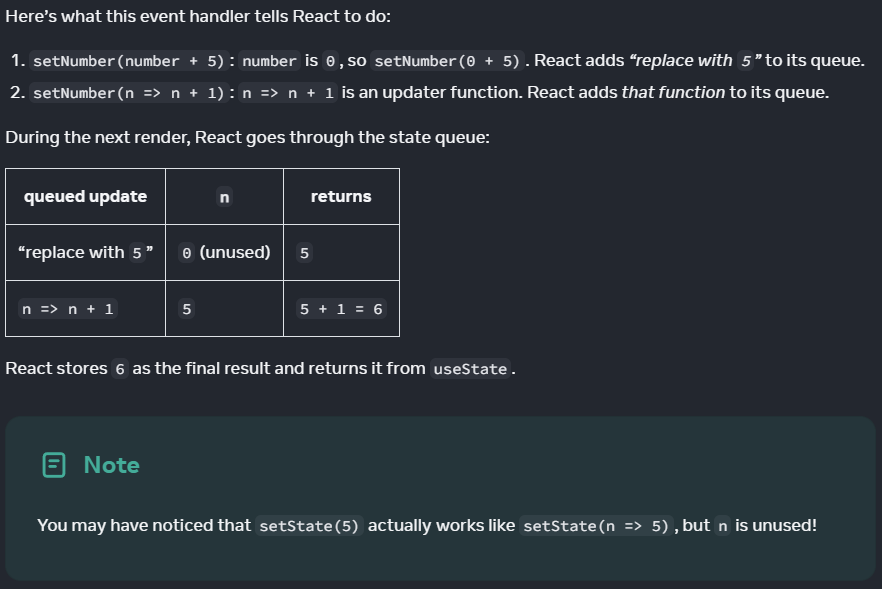 Here’s what this event handler tells React to do:
1. setNumber(number + 5): number is 0, so setNumber(0 + 5). React adds “replace with 5” to its queue.
2. setNumber(n => n + 1): n => n + 1 is an updater function. React adds that function to its queue.
During the next render, React goes through the state queue:
queued update n returns
“replace with 5” 0 (unused) 5
n => n + 1 5 5 + 1 = 6
React stores 6 as the final result and returns it from useState.
Note
You may have noticed that setState(5) actually works like setState(n => 5), but n is unused!